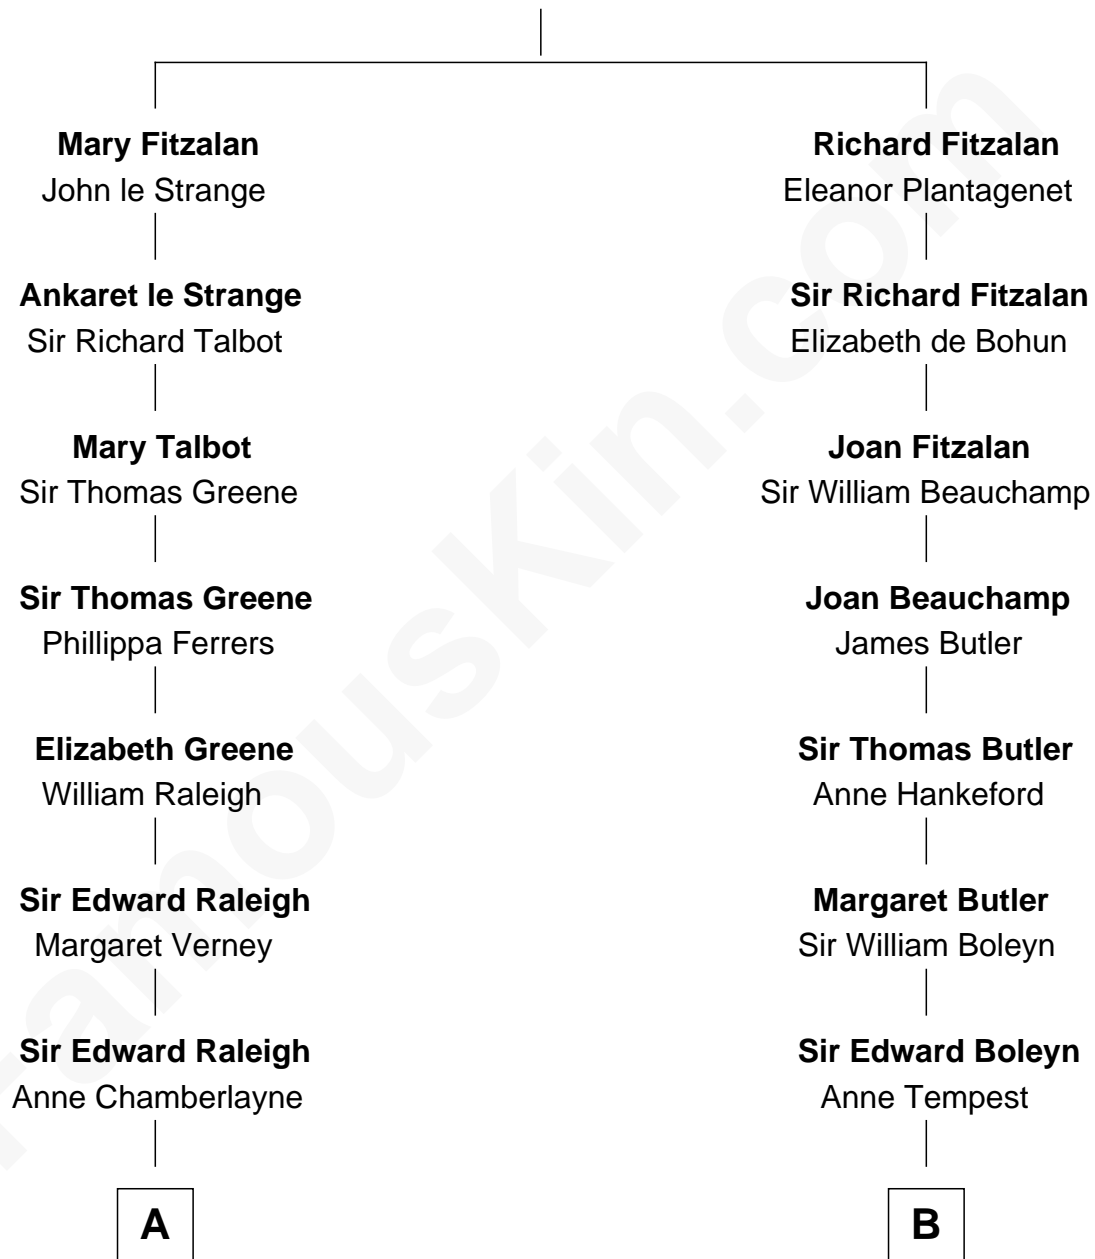 Mary Fitzalan
John le Strange
Richard Fitzalan
Eleanor Plantagenet
Ankaret le Strange
Sir Richard Talbot
Sir Richard Fitzalan
Elizabeth de Bohun
Mary Talbot
Sir Thomas Greene
Joan Fitzalan
Sir William Beauchamp
Sir Thomas Greene
Phillippa Ferrers
Joan Beauchamp
James Butler
Elizabeth Greene
William Raleigh
Sir Thomas Butler
Anne Hankeford
Sir Edward Raleigh
Margaret Verney
Margaret Butler
Sir William Boleyn
Sir Edward Raleigh
Anne Chamberlayne
Sir Edward Boleyn
Anne Tempest
A
B
FamousKin.com